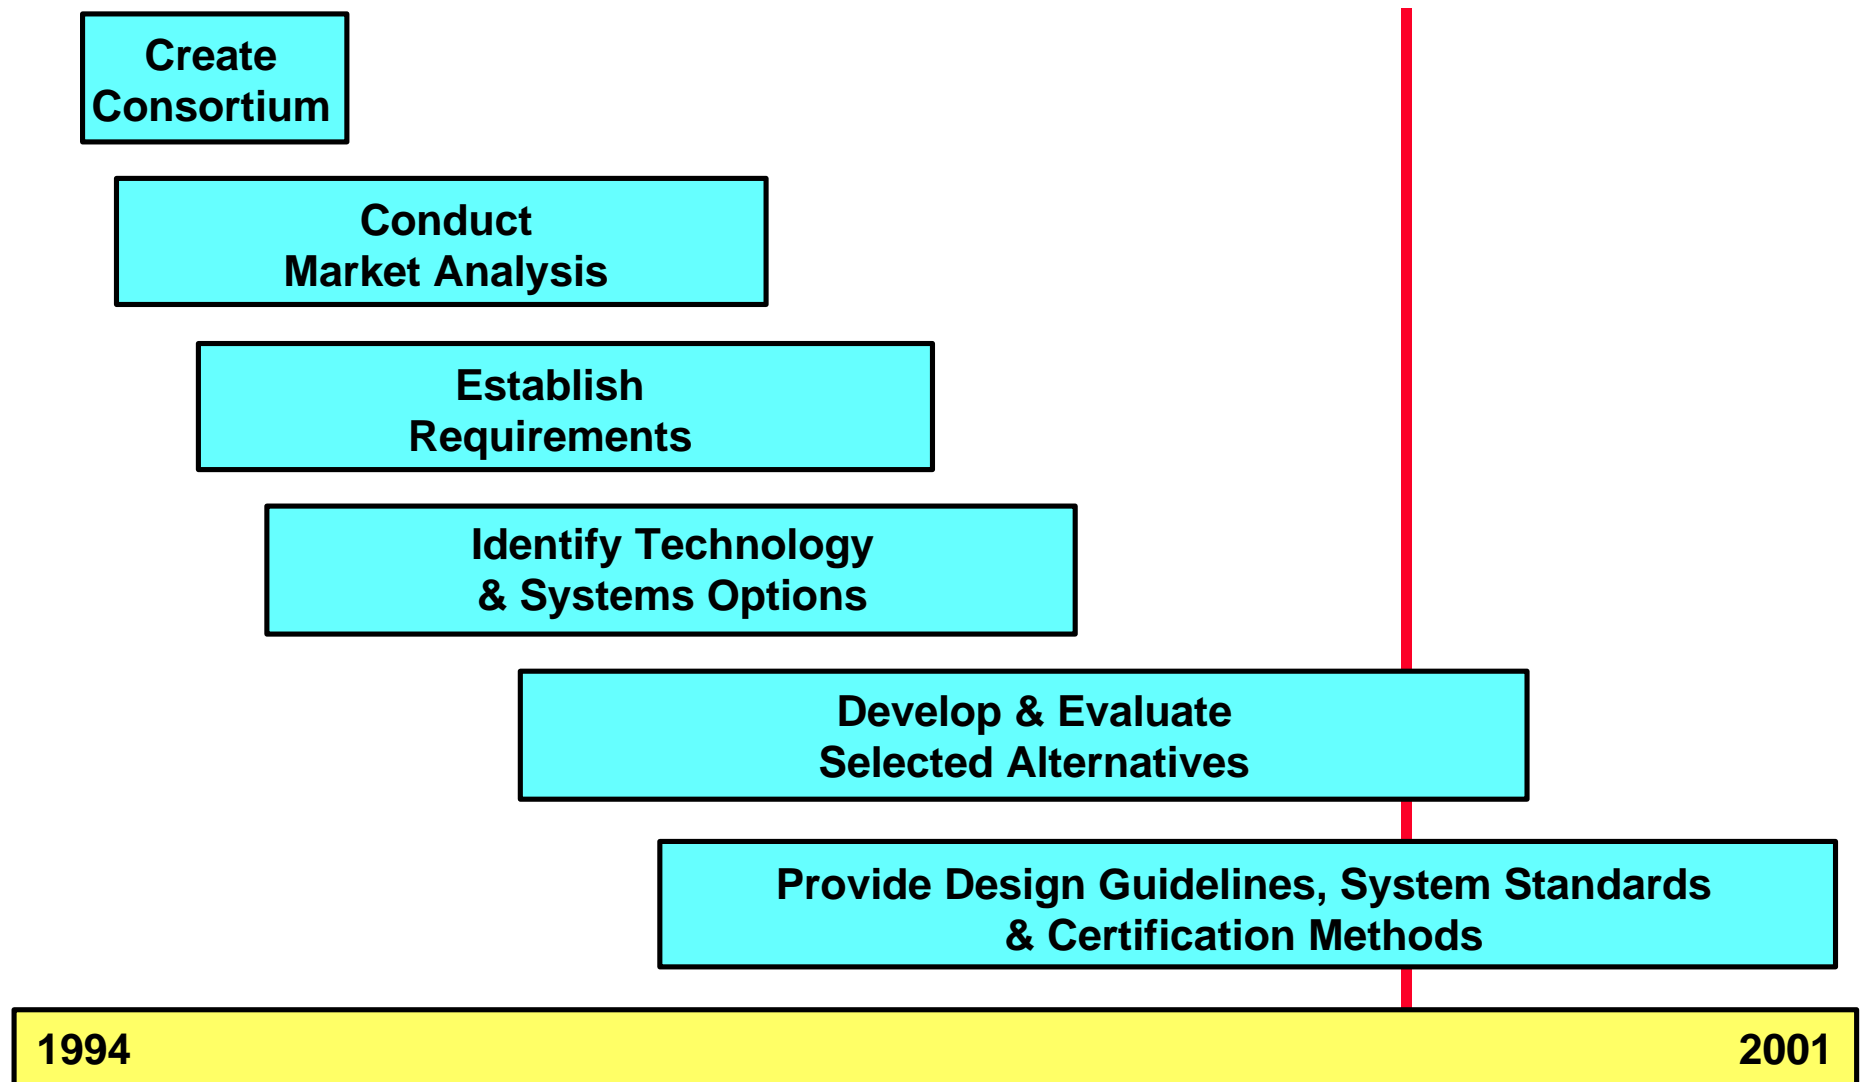 Create
Consortium
Conduct
Market Analysis
Establish
Requirements
Identify Technology
& Systems Options
Develop & Evaluate
Selected Alternatives
Provide Design Guidelines, System Standards
& Certification Methods
1994
2001